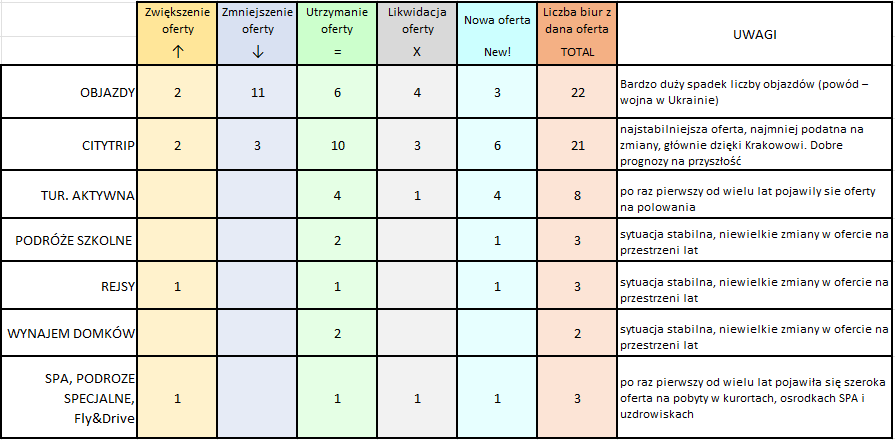 Zwiększenie oferty ↑ Zmniejszenie oferty ↓ Utrzymanie oferty = Likwidacja oferty X Nowa oferta New! Liczba biur z dana oferta TOTAL UWAGI
OBJAZDY 2 11 6 4 3 22 Bardzo duży spadek liczby objazdów (powód –
wojna w Ukrainie)
CITYTRIP 2 3 10 3 6 21 najstabilniejsza oferta, najmniej podatna na
zmiany, głównie dzięki Krakowowi. Dobre
prognozy na przyszłość
TUR. AKTYWNA 4 1 4 8 po raz pierwszy od wielu lat pojawily sie oferty
na polowania
PODRÓŻE SZKOLNE 2 1 3 sytuacja stabilna, niewielkie zmiany w ofercie na
przestrzeni lat
REJSY 1 1 1 3 sytuacja stabilna, niewielkie zmiany w ofercie na
przestrzeni lat
WYNAJEM DOMKÓW 2 2 sytuacja stabilna, niewielkie zmiany w ofercie na
przestrzeni lat
SPA, PODROZE
SPECJALNE,
Fly&Drive
1 1 1 1 3 po raz pierwszy od wielu lat pojawiła się szeroka
oferta na pobyty w kurortach, osrodkach SPA i
uzdrowiskach